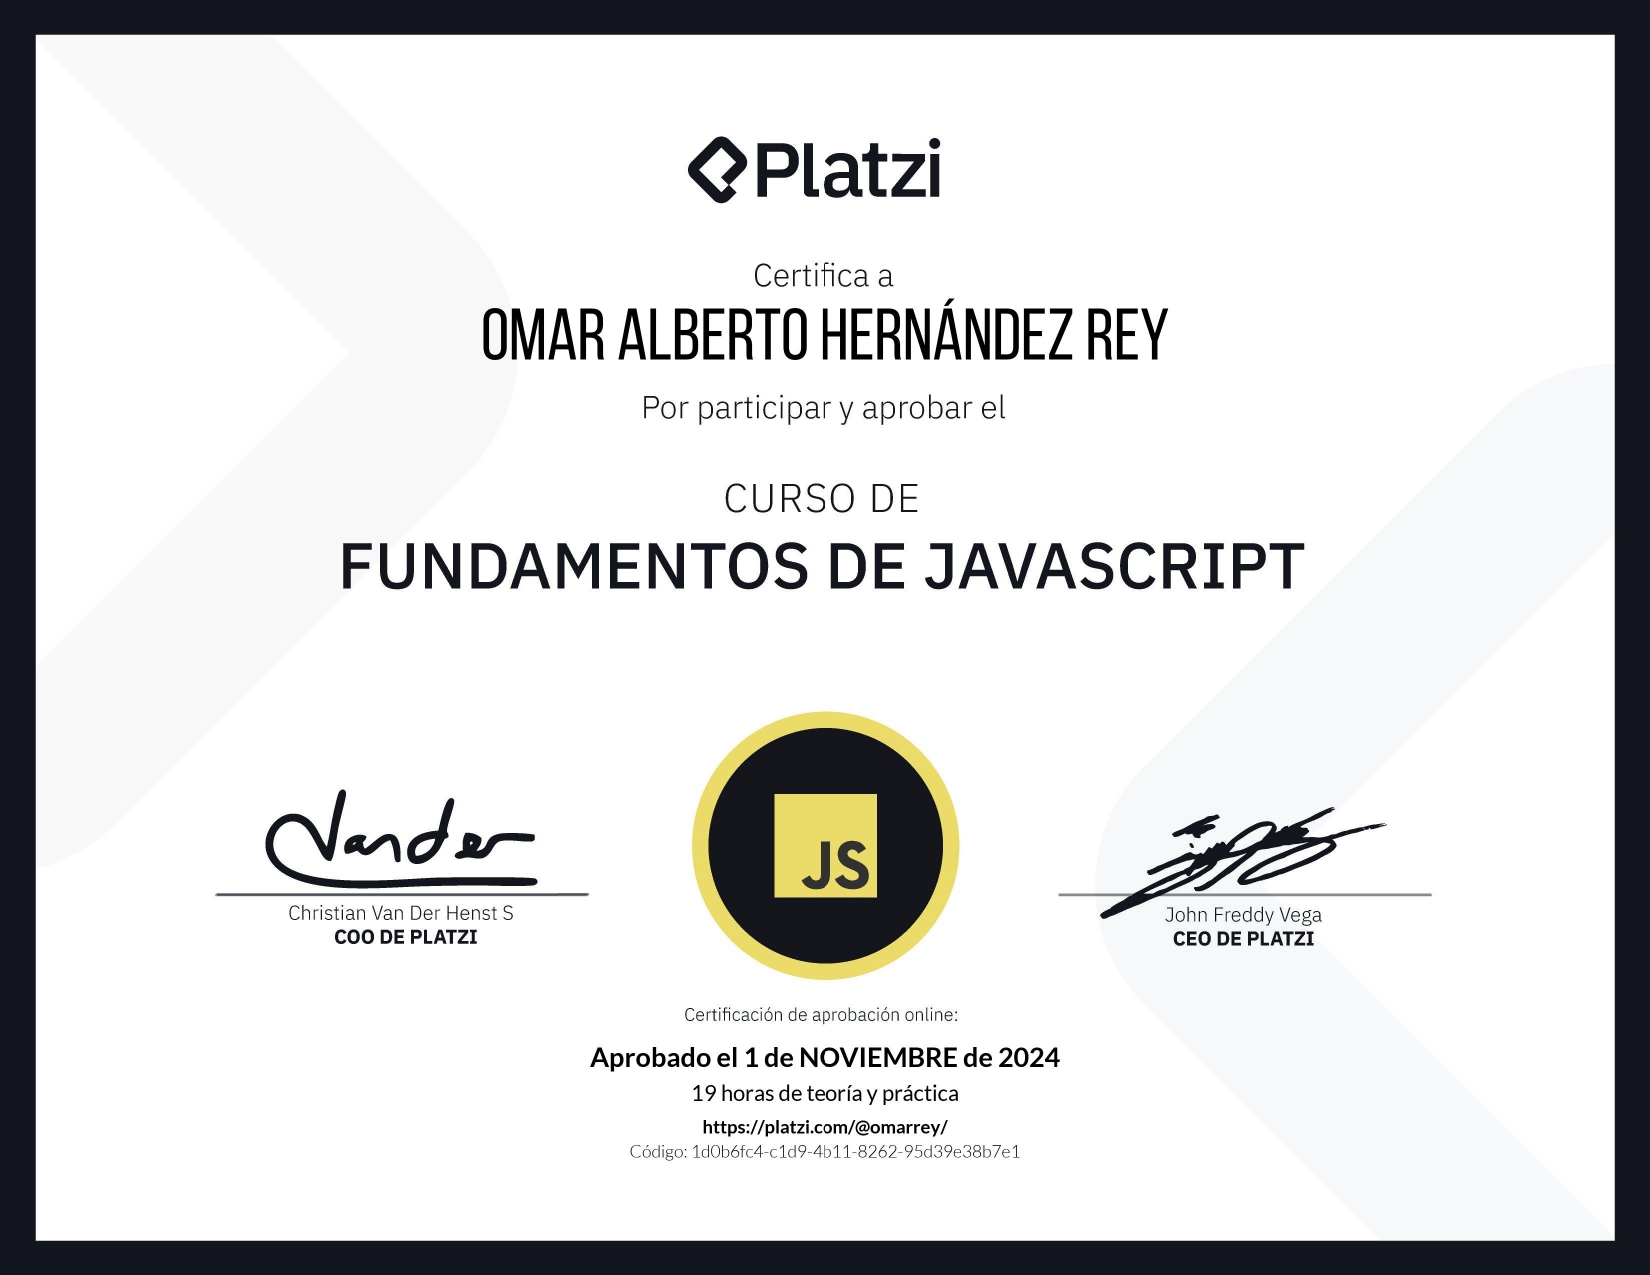 Platzi
Certifica a
OMAR ALBERTO HERNÁNDEZ REY
Por participar y aprobar el
CURSO DE
FUNDAMENTOS DE JAVASCRIPT
JS
Vander
Christian Van Der Henst S
COO DE PLATZI
John Freddy Vega
CEO DE PLATZI
Certificación de aprobación online:
Aprobado el 1 de NOVIEMBRE de 2024
19 horas de teoría y práctica
https://platzi.com/@omarrey/
Código: 1d0b6fc4-c1d9-4b11-8262-95d39e38b7e1